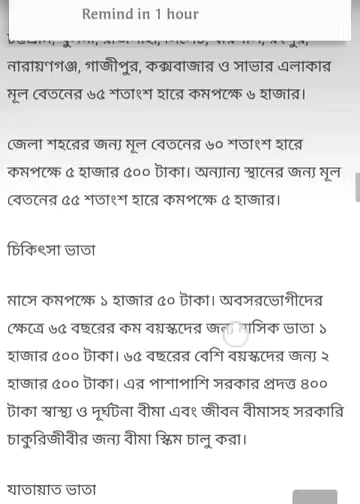 Remind in 1 hour
নারায়ণগঞ্জ, গাজীপুর, কক্সবাজার ও সাভার এলাকার
মূল বেতনের ৬৫ শতাংশ হারে কমপক্ষে ৬ হাজার।
জেলা শহরের জন্য মূল বেতনের ৬০ শতাংশ হারে
কমপক্ষে ৫ হাজার ৫০০ টাকা। অন্যান্য স্থানের জন্য মূল
বেতনের ৫৫ শতাংশ হারে কমপক্ষে ৫ হাজার।
চিকিৎসা ভাতা
মাসে কমপক্ষে ১ হাজার ৫০ টাকা। অবসরভোগীদের
ক্ষেত্রে ৬৫ বছরের কম বয়স্কদের জন্য মাসিক ভাতা ১
হাজার ৫০০ টাকা। ৬৫ বছরের বেশি বয়স্কদের জন্য ২
হাজার ৫০০ টাকা। এর পাশাপাশি সরকার প্রদত্ত ৪০০
টাকা স্বাস্থ্য ও দূর্ঘটনা বীমা এবং জীবন বীমাসহ সরকারি
চাকুরিজীবীর জন্য বীমা স্কিম চালু করা।
যাতায়াত ভাতা